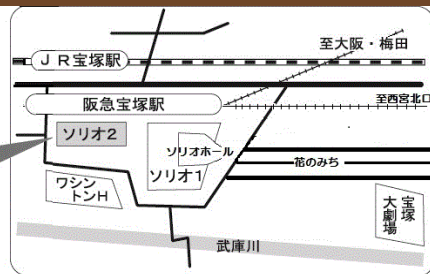 JR宝塚駅
至大阪・梅田
阪急宝塚駅
至西宮北口
ソリオ2
ソリオホール
ソリオ1
花のみち
ワシン
トンH
宝塚
大劇場
武庫川